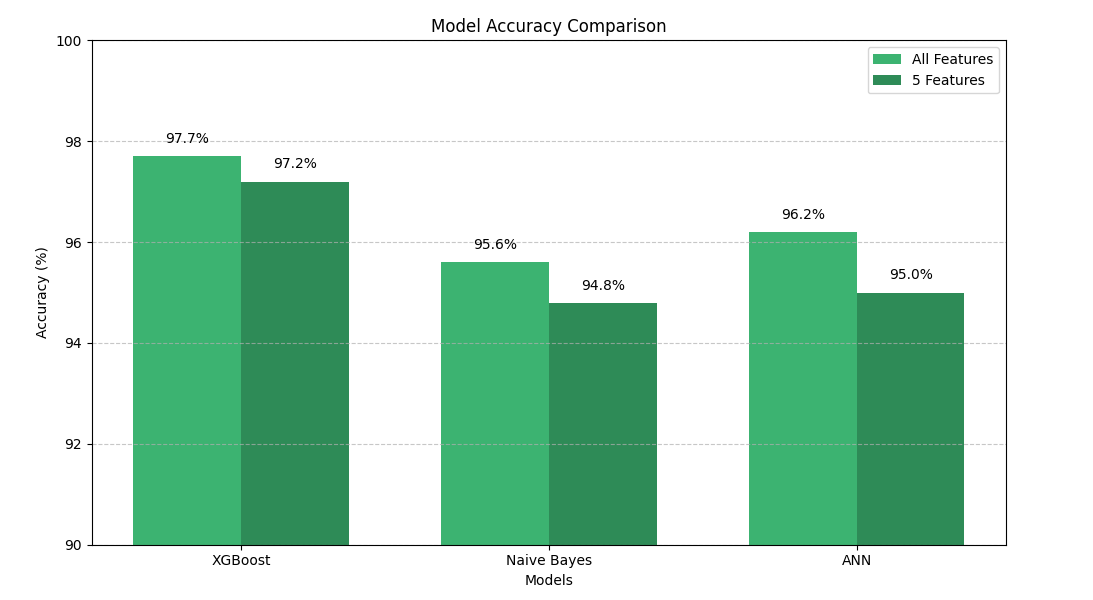 Model Accuracy Comparison
100
98
96
94
92
90
Accuracy (%)
All Features
5 Features
97.7%
97.2%
95.6%
94.8%
96.2%
95.0%
XGBoost
Naive Bayes
ANN
Models